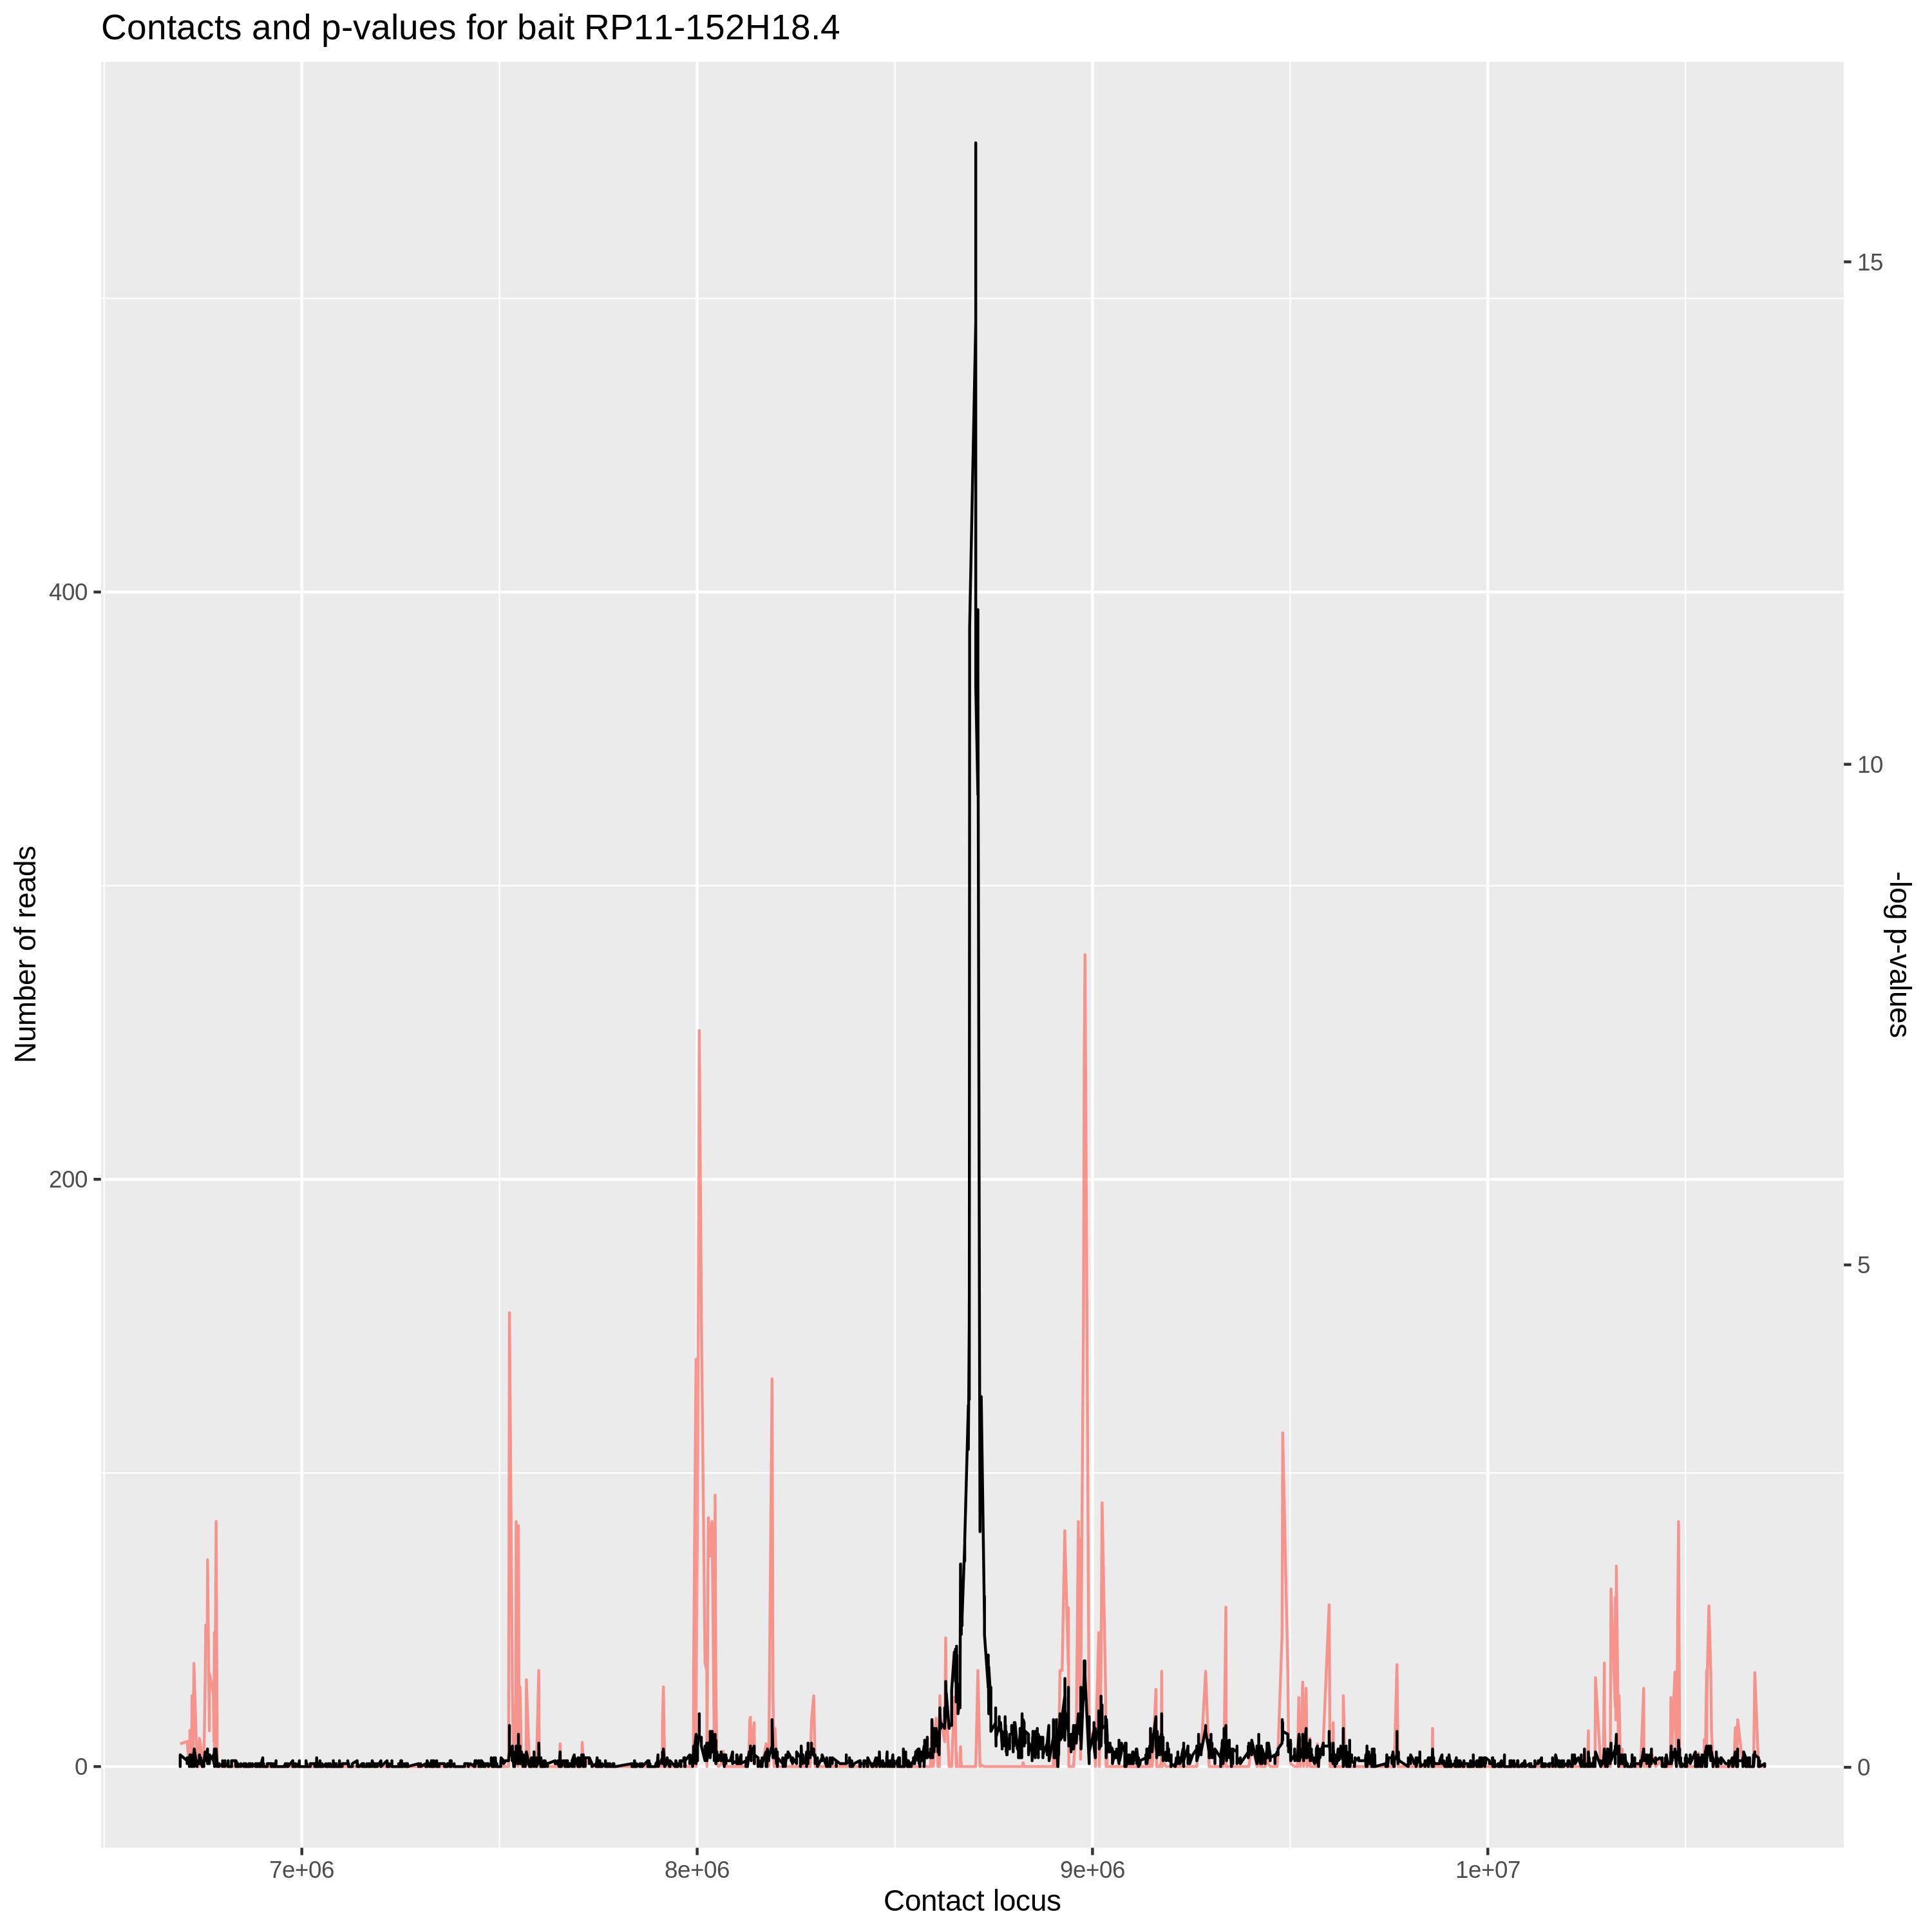 Contacts and p-values for bait RP11-152H18.4
Number of reads
400
200
0
15
10
5
0
-log p-values
7e+06
8e+06
9e+06
1e+07
Contact locus